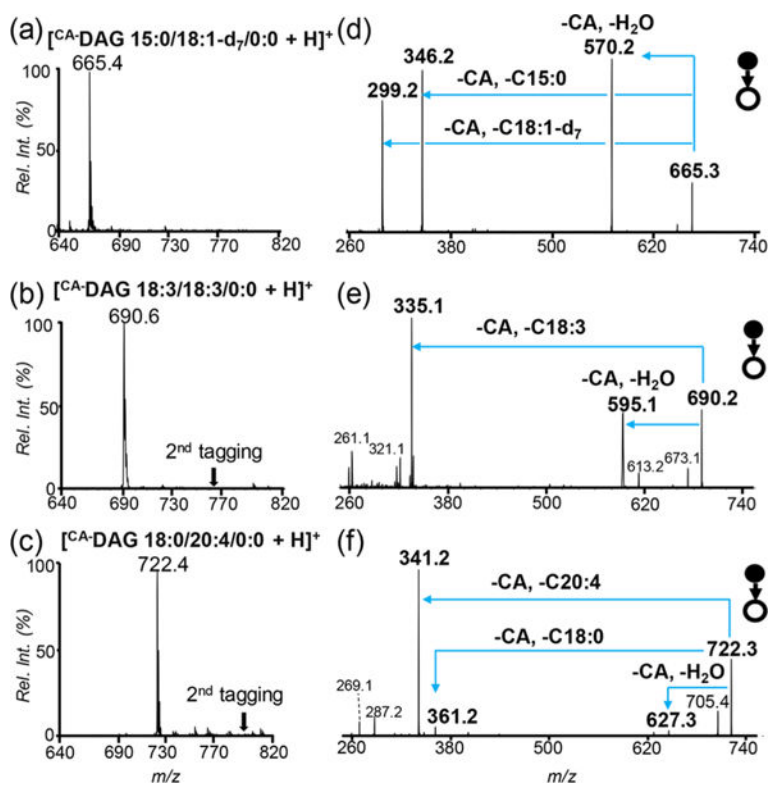 (a) [CA-DAG 15:0/18:1-d7/0:0 + H]+
665.4
100
50
0
Rel. Int. (%)
640 690 730 770 820
(d)
-CA, -H2O
346.2 570.2
-CA, -C15:0
299.2
-CA, -C18:1-d7
665.3
260 380 500 620 740
(b) [CA-DAG 18:3/18:3/0:0 + H]+
690.6
100
50
0
Rel. Int. (%)
2nd tagging
640 690 730 770 820
(e)
335.1
-CA, -C18:3
-CA, -H2O
595.1 690.2
261.1
321.1
613.2 673.1
260 380 500 620 740
(c) [CA-DAG 18:0/20:4/0:0 + H]+
722.4
100
50
0
Rel. Int. (%)
2nd tagging
640 690 730 770 820
m/z
(f)
341.2
-CA, -C20:4
-CA, -C18:0
722.3
-CA, -H2O
269.1
287.2
361.2
627.3
705.4
260 380 500 620 740
m/z